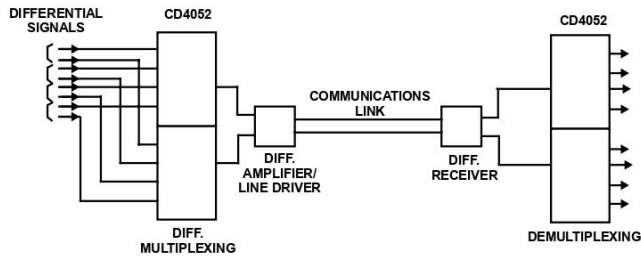 DIFFERENTIAL
SIGNALS
CD4052
CD4052
COMMUNICATIONS
LINK
DIFF.
AMPLIFIER/
LINE DRIVER
DIFF.
RECEIVER
DIFF.
MULTIPLEXING
DEMULTIPLEXING